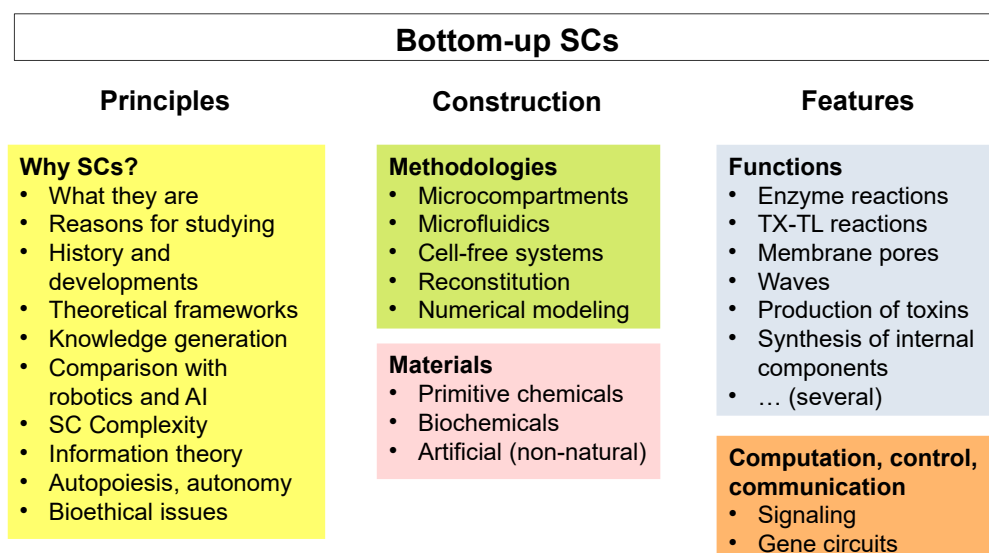 Bottom-up SCs
Principles
Why SCs?
• What they are
• Reasons for studying
• History and
developments
• Theoretical frameworks
• Knowledge generation
• Comparison with
robotics and AI
• SC Complexity
• Information theory
• Autopoiesis, autonomy
• Bioethical issues
Construction
Methodologies
• Microcompartments
• Microfluidics
• Cell-free systems
• Reconstitution
• Numerical modeling
Materials
• Primitive chemicals
• Biochemicals
• Artificial (non-natural)
Features
Functions
• Enzyme reactions
• TX-TL reactions
• Membrane pores
• Waves
• Production of toxins
• Synthesis of internal
components
• … (several)
Computation, control,
communication
• Signaling
• Gene circuits